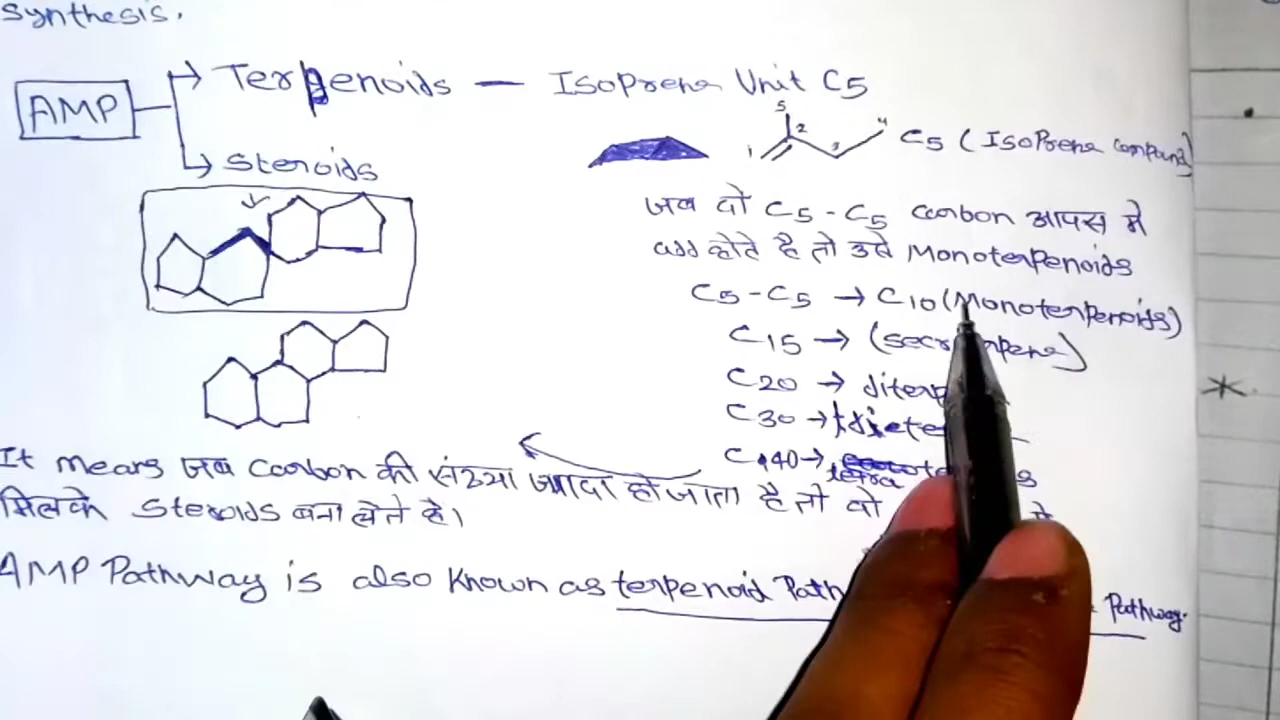 synthesis.
AMP
Terpenoids — Isoprene Unit C5
Steroids
5
2
1
3
4
C5 (Isoprene Compound)
जब दो C5-C5 carbon आपस मे
add होते है तो उसे Monoterpenoids
C5-C5 → C10 (Monoterpenoids)
C15 →
C20 →
C30 →
C40 → tetra
It means जब carbon की संख्या ज्यादा हो जाता है तो वो
मिलके Steroids बना लेते है।
AMP Pathway is also known as terpenoid Pathway.